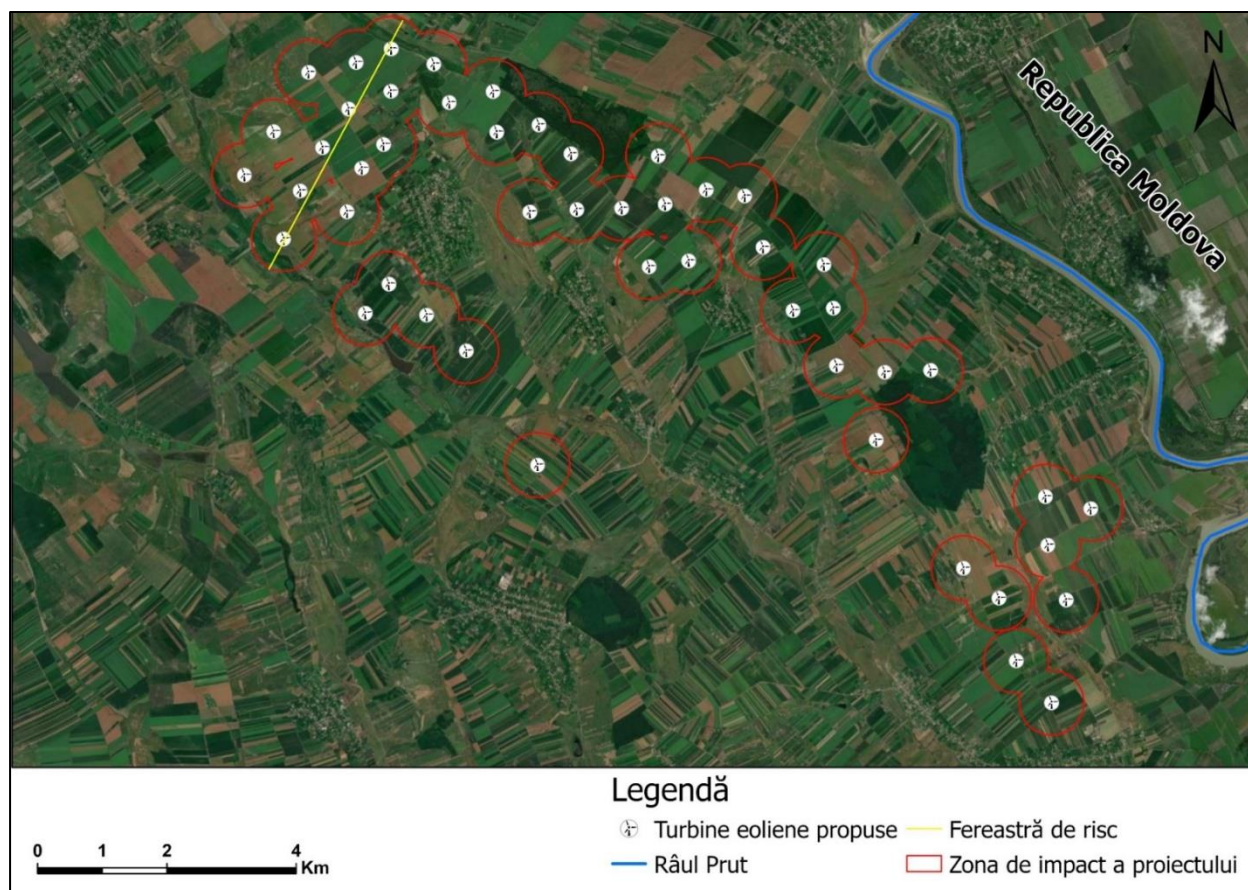 N
Republica Moldova
Legendă
Turbine eoliene propuse
Fereastră de risc
Râul Prut
Zona de impact a proiectului
0 1 2 4
Km